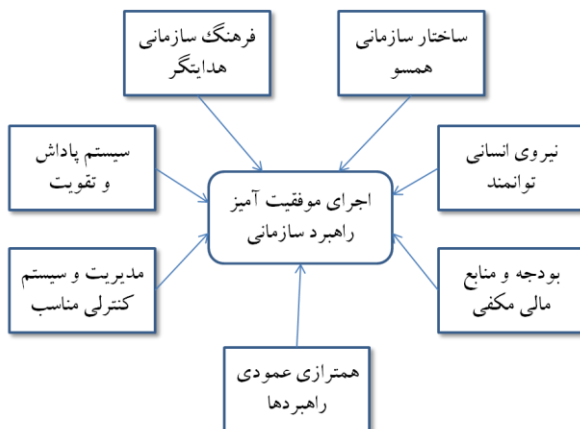 ساختار سازمانی
همسو
فرهنگ سازمانی
هدایتگر
نیروی انسانی
توانمند
سیستم پاداش
و تقویت
اجرای موفقیت آمیز
راهبرد سازمانی
بودجه و منابع
مالی مکفی
مدیریت و سیستم
کنترلی مناسب
همترازی عمودی
راهبردها